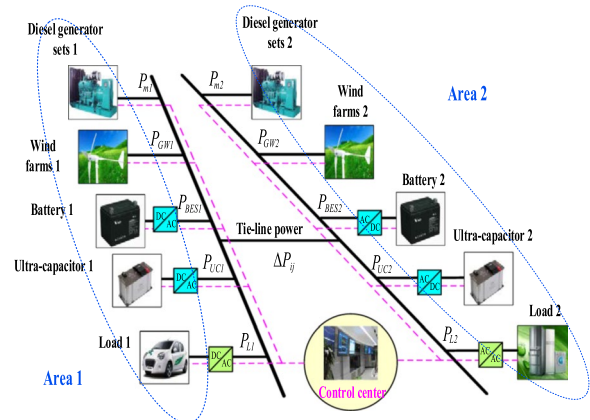 Diesel generator
sets 1
P_m1
Wind
farms 1
P_GW1
Battery 1
DC
AC
P_BES1
Ultra-capacitor 1
DC
AC
P_UC1
Load 1
DC
AC
P_L1
Area 1
Tie-line power
ΔP_ij
Control center
Diesel generator
sets 2
P_m2
Wind
farms 2
P_GW2
Area 2
Battery 2
P_BES2
AC
DC
Ultra-capacitor 2
P_UC2
AC
DC
Load 2
P_L2
AC
AC